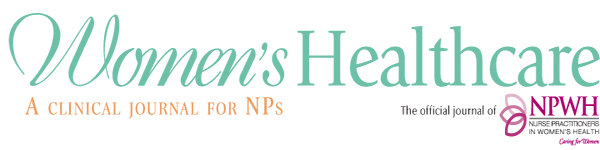 Women's Healthcare
A CLINICAL JOURNAL FOR NPs
The official journal of NPWH
NURSE PRACTITIONERS
IN WOMEN'S HEALTH
Caring for Women